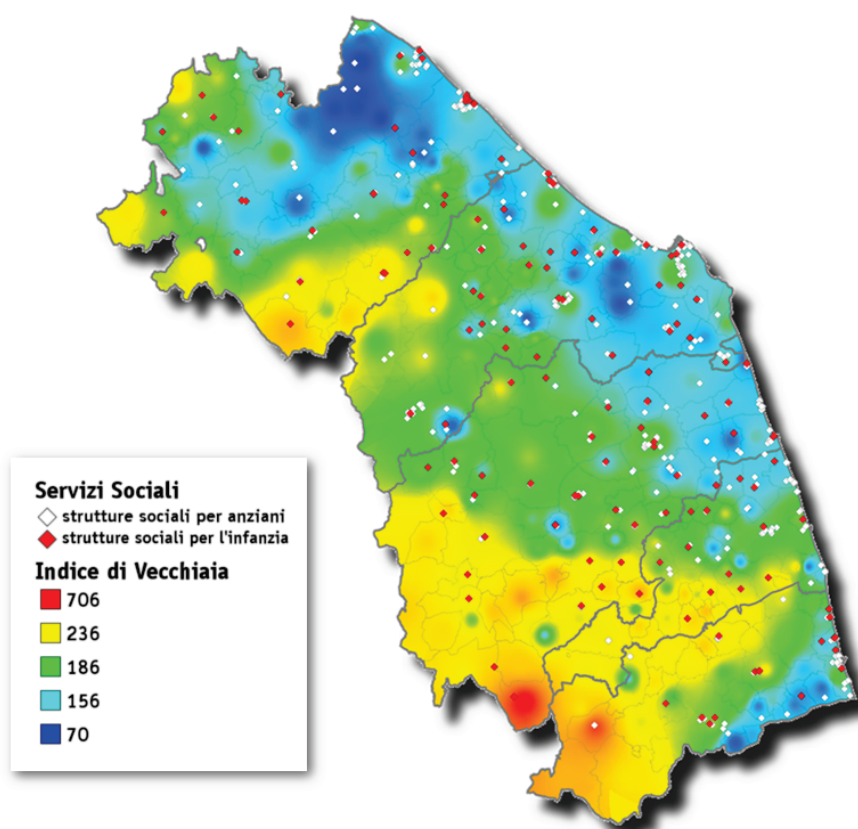 Servizi Sociali
strutture sociali per anziani
strutture sociali per l'infanzia
Indice di Vecchiaia
706
236
186
156
70